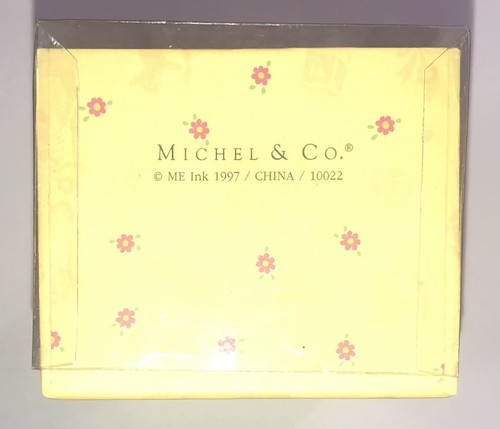 MICHEL & CO.®
© ME Ink 1997 / CHINA / 10022